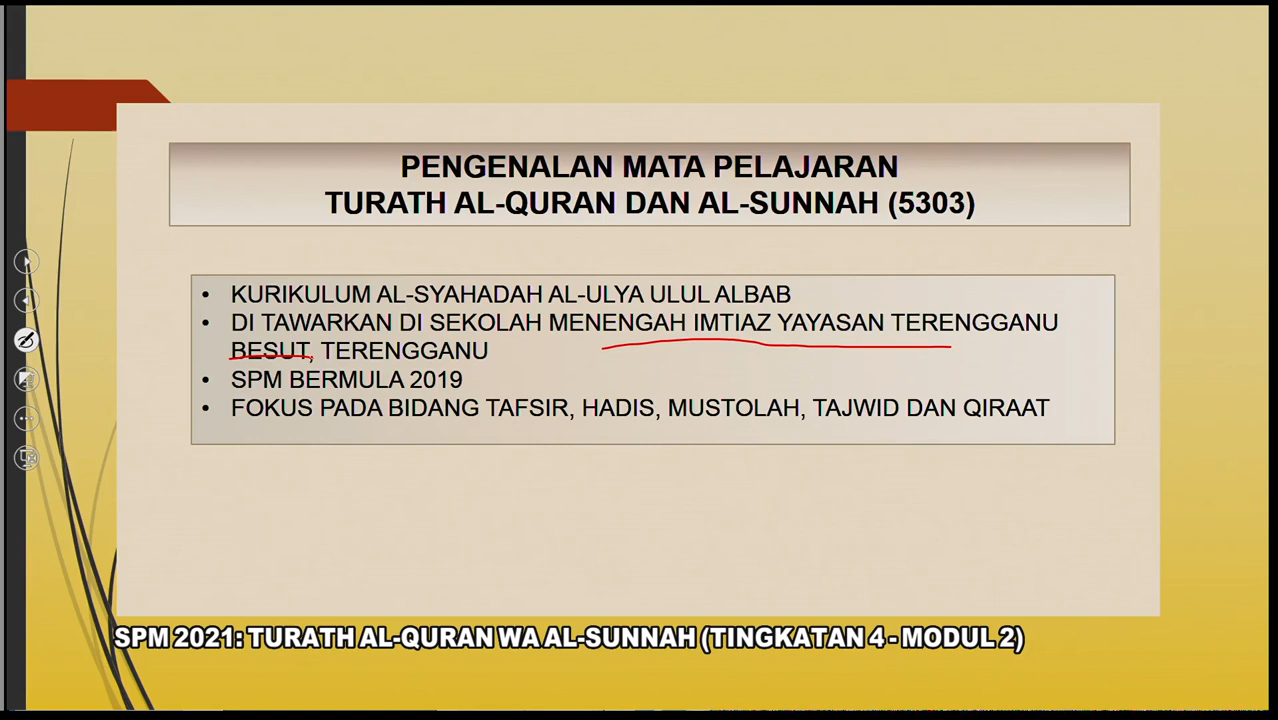 PENGENALAN MATA PELAJARAN
TURATH AL-QURAN DAN AL-SUNNAH (5303)
• KURIKULUM AL-SYAHADAH AL-ULYA ULUL ALBAB
• DI TAWARKAN DI SEKOLAH MENENGAH IMTIAZ YAYASAN TERENGGANU
BESUT, TERENGGANU
• SPM BERMULA 2019
• FOKUS PADA BIDANG TAFSIR, HADIS, MUSTOLAH, TAJWID DAN QIRAAT
SPM 2021: TURATH AL-QURAN WA AL-SUNNAH (TINGKATAN 4 - MODUL 2)